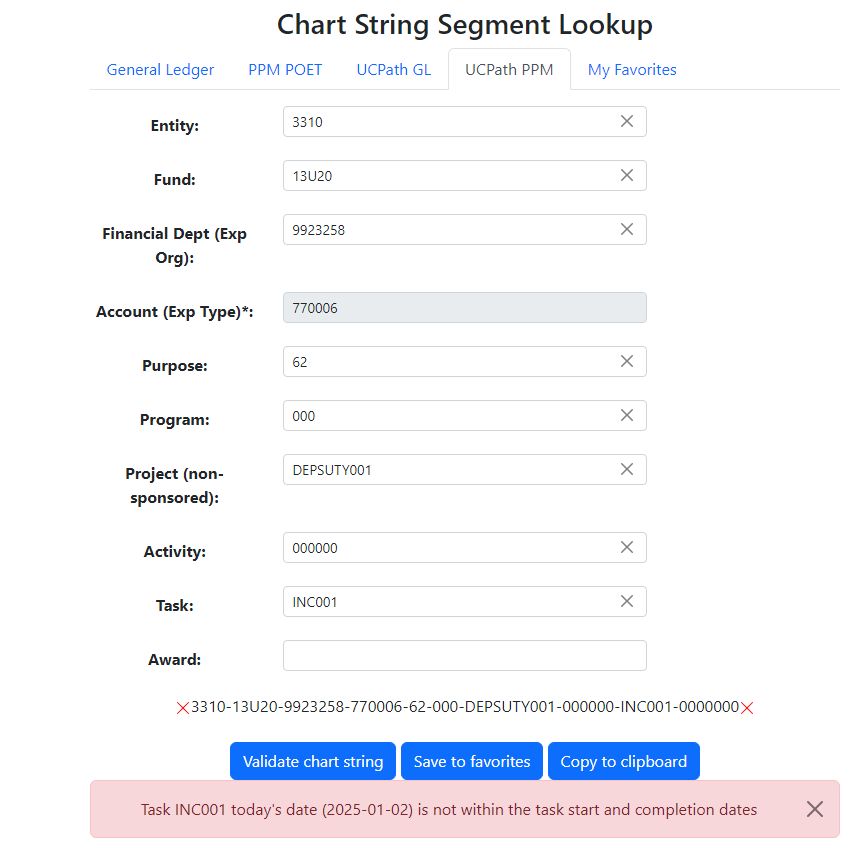 Chart String Segment Lookup
General Ledger PPM POET UCPath GL UCPath PPM My Favorites
Entity: 3310
Fund: 13U20
Financial Dept (Exp Org): 9923258
Account (Exp Type)*: 770006
Purpose: 62
Program: 000
Project (non-sponsored): DEPSUTY001
Activity: 000000
Task: INC001
Award:
3310-13U20-9923258-770006-62-000-DEPSUTY001-000000-INC001-0000000
Validate chart string Save to favorites Copy to clipboard
Task INC001 today's date (2025-01-02) is not within the task start and completion dates